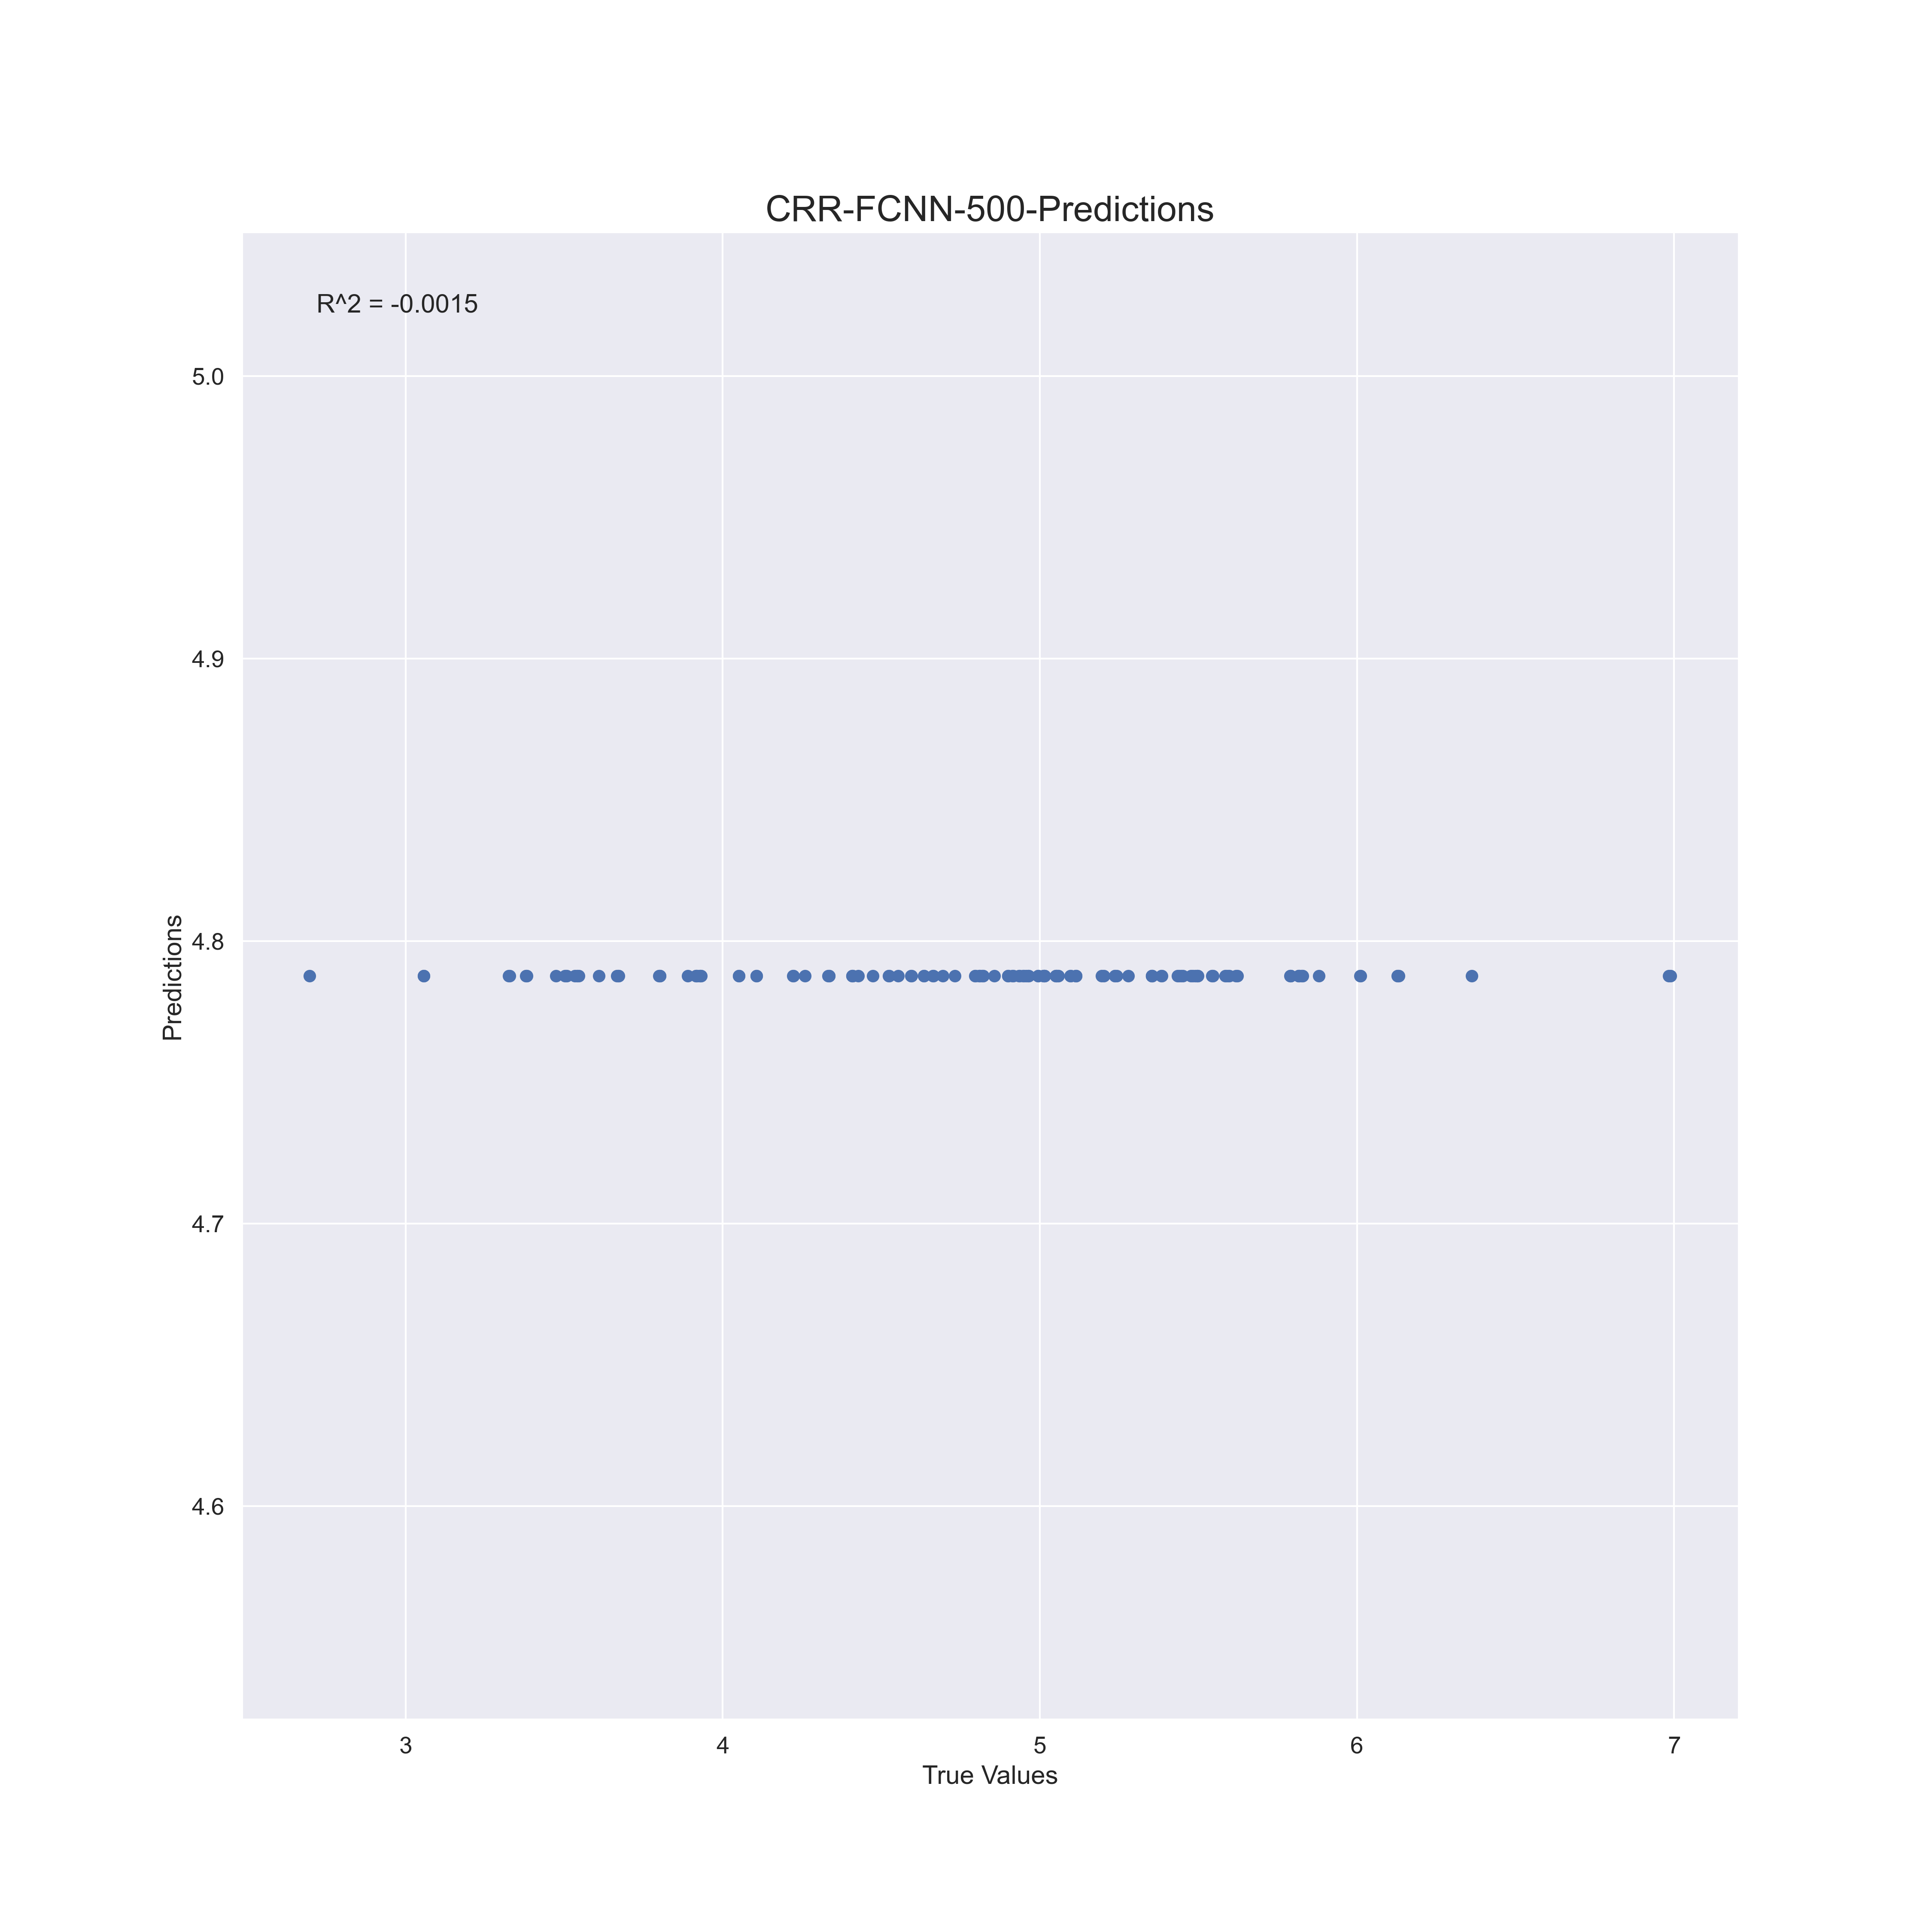 CRR-FCNN-500-Predictions
R^2 = -0.0015
5.0
4.9
4.8
4.7
4.6
Predictions
3 4 5 6 7
True Values